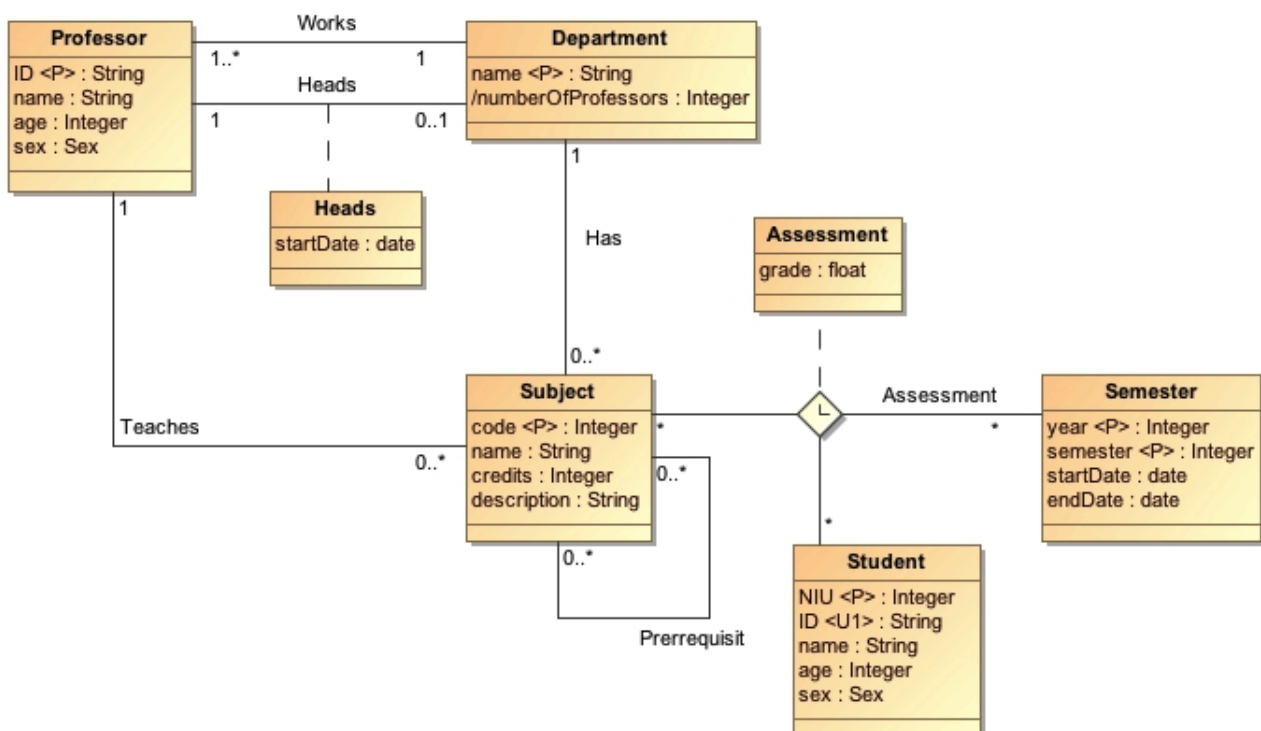 Works
Professor
ID <P> : String
name : String
age : Integer
sex : Sex
1..*
1
Department
name <P> : String
/numberOfProfessors : Integer
Heads
1
0..1
Heads
startDate : date
1
1
Has
Assessment
grade : float
0..*
Teaches
0..*
Subject
code <P> : Integer
name : String
credits : Integer
description : String
*
Assessment
*
Semester
year <P> : Integer
semester <P> : Integer
startDate : date
endDate : date
0..*
0..*
Prerrequisit
*
Student
NIU <P> : Integer
ID <U1> : String
name : String
age : Integer
sex : Sex